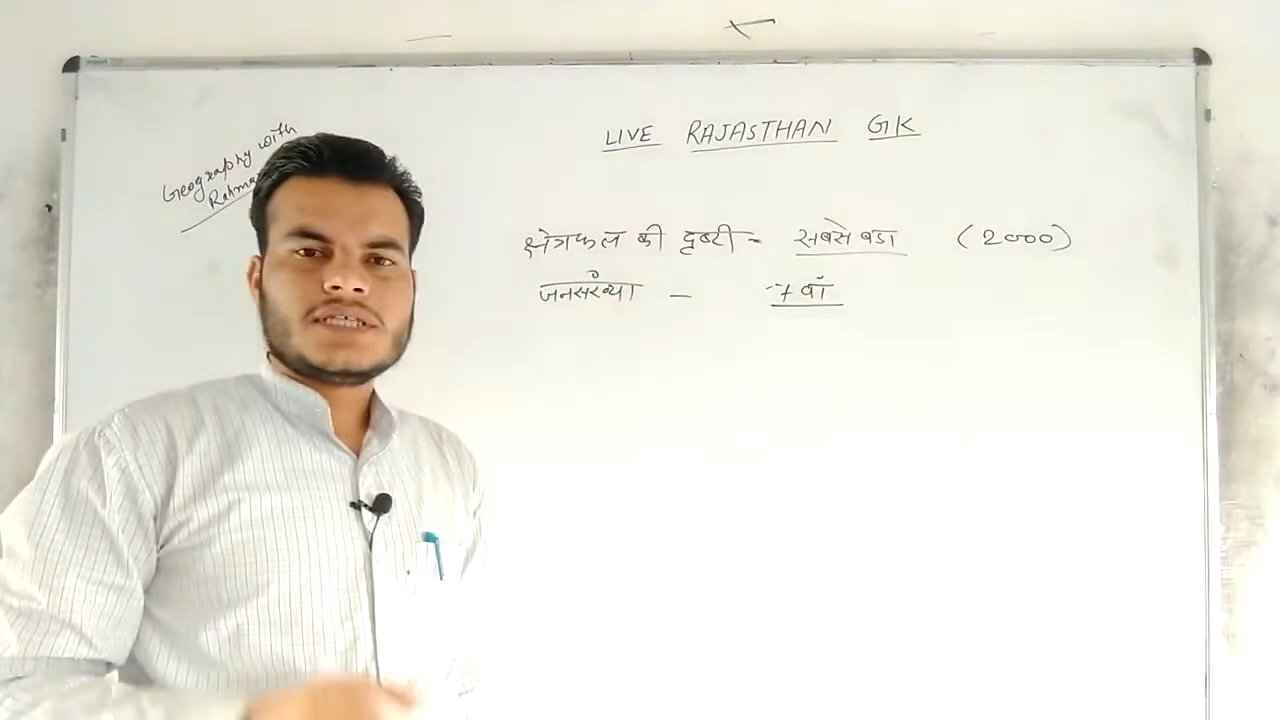 Geography with
LIVE RAJASTHAN GK
क्षेत्रफल की दृष्टी = सबसे बडा (2000)
जनसंख्या - 7 वाँ